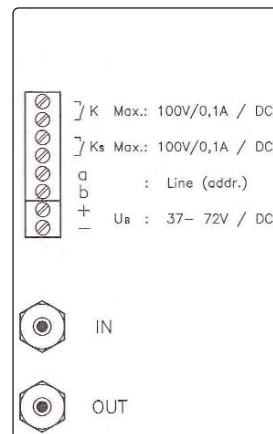 K Max.: 100V/0,1A / DC
Ks Max.: 100V/0,1A / DC
a
b : Line (addr.)
+
UB : 37– 72V / DC
–
IN
OUT